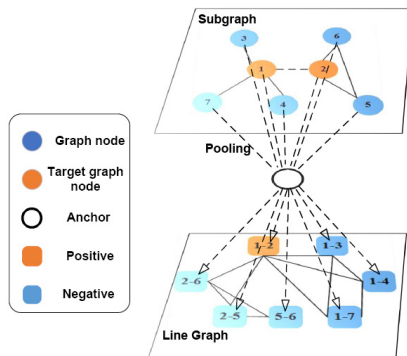 Subgraph
3
6
1
2
7
4
5
Pooling
Graph node
Target graph
node
Anchor
Positive
Negative
1-2
1-3
2-6
1-4
2-5
5-6
1-7
Line Graph